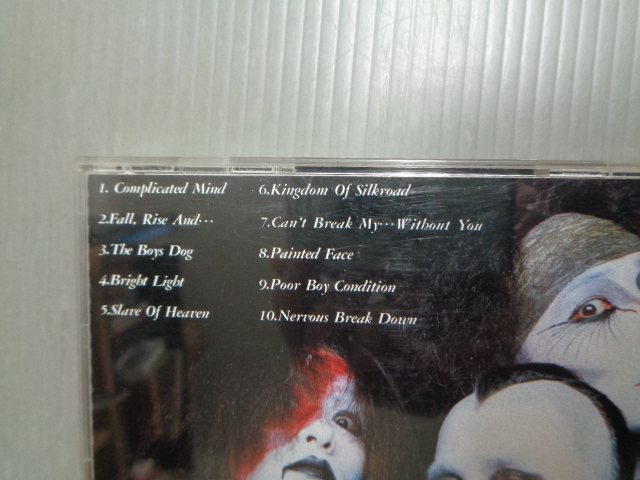 1. Complicated Mind
2.Fall, Rise And···
3.The Boys Dog
4.Bright Light
5.Slave Of Heaven
6.Kingdom Of Silkroad
7.Can't Break My···Without You
8.Painted Face
9.Poor Boy Condition
10.Nervous Break Down